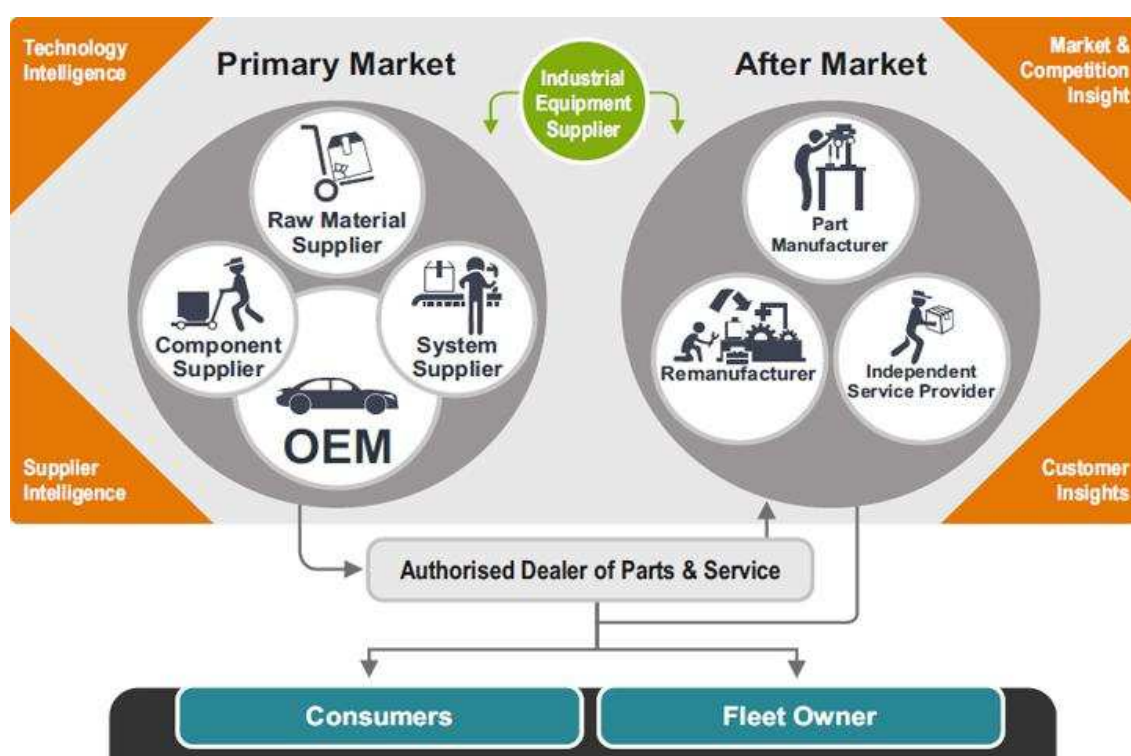 Technology
Intelligence
Primary Market
Industrial
Equipment
Supplier
After Market
Market &
Competition
Insight
Raw Material
Supplier
Component
Supplier
System
Supplier
OEM
Part
Manufacturer
Remanufacturer
Independent
Service Provider
Supplier
Intelligence
Customer
Insights
Authorised Dealer of Parts & Service
Consumers
Fleet Owner